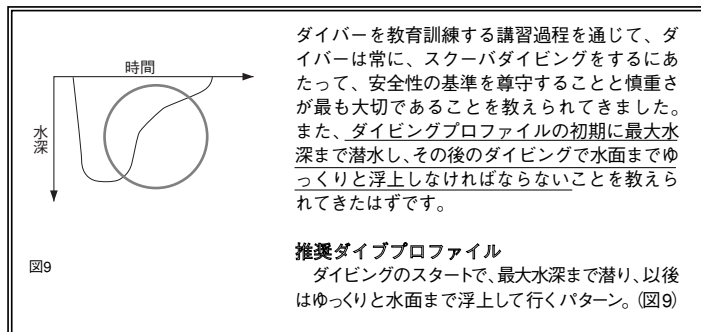 時間
水深
図9
ダイバーを教育訓練する講習過程を通じて、ダ
イバーは常に、スクーバダイビングをするにあ
たって、安全性の基準を尊守することと慎重さ
が最も大切であることを教えられてきました。
また、ダイビングプロファイルの初期に最大水
深まで潜水し、その後のダイビングで水面までゆ
っくりと浮上しなければならないことを教えら
れてきたはずです。
推奨ダイブプロファイル
ダイビングのスタートで、最大水深まで潜り、以後
はゆっくりと水面まで浮上して行くパターン。(図9)